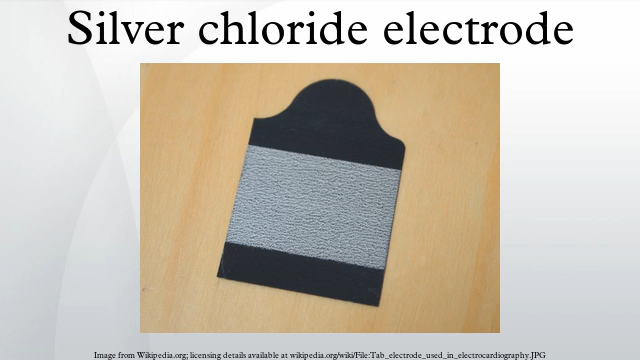 Silver chloride electrode
Image from Wikipedia.org; licensing details available at wikipedia.org/wiki/File:Tab_electrode_used_in_electrocardiography.JPG